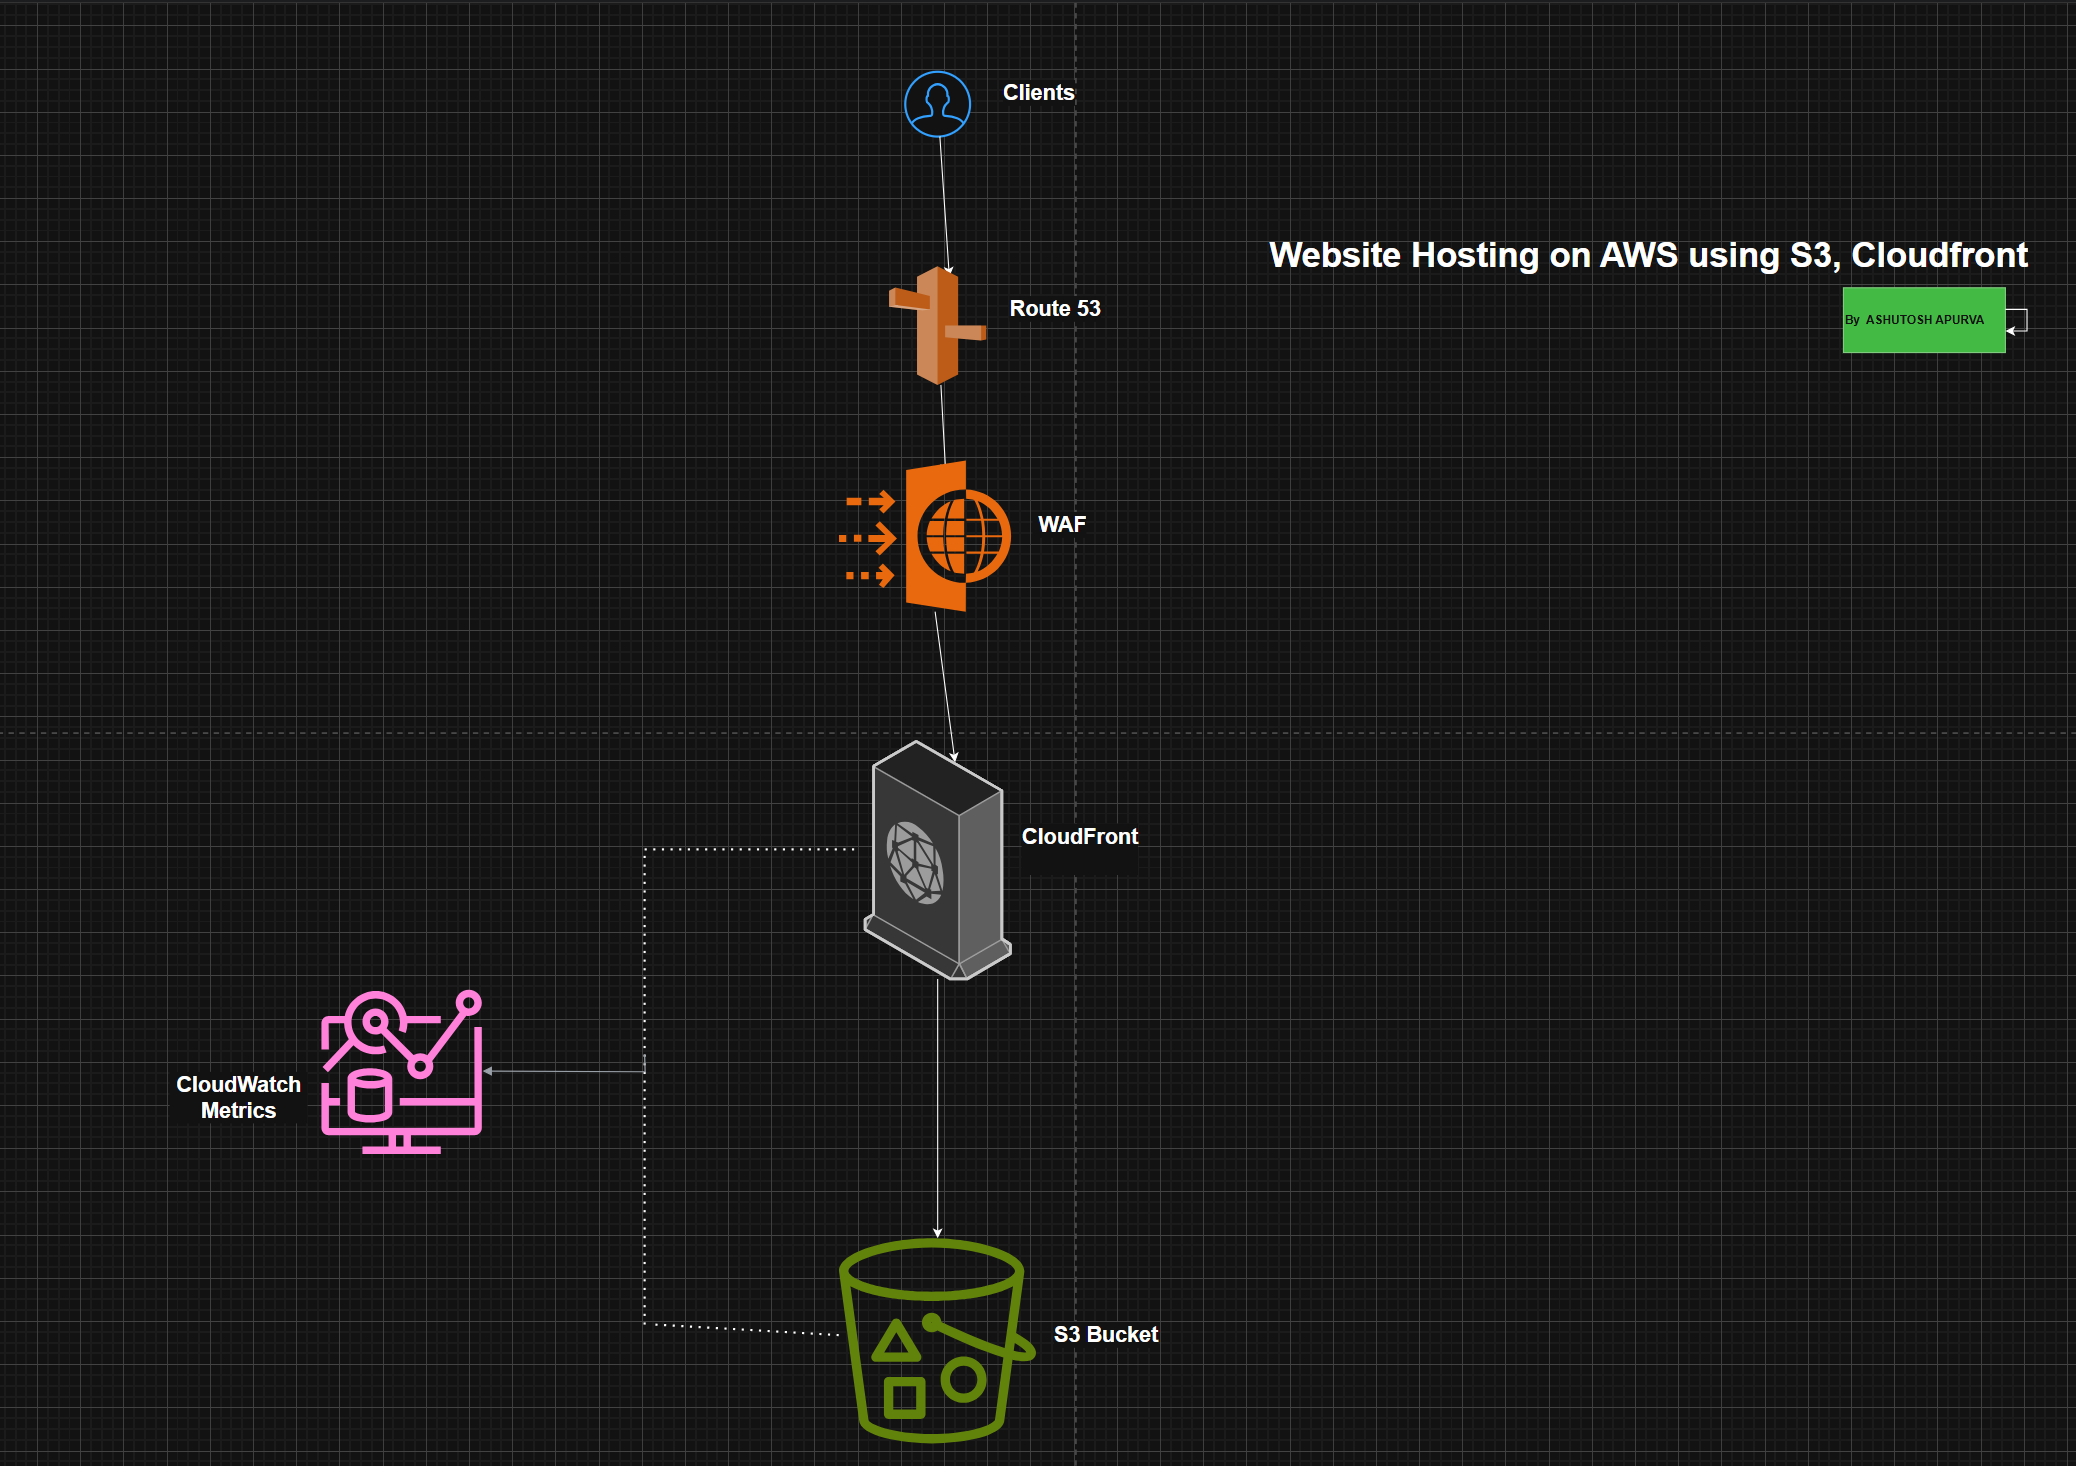 Clients
Website Hosting on AWS using S3, Cloudfront
By  ASHUTOSH APURVA
Route 53
WAF
CloudFront
CloudWatch
Metrics
S3 Bucket